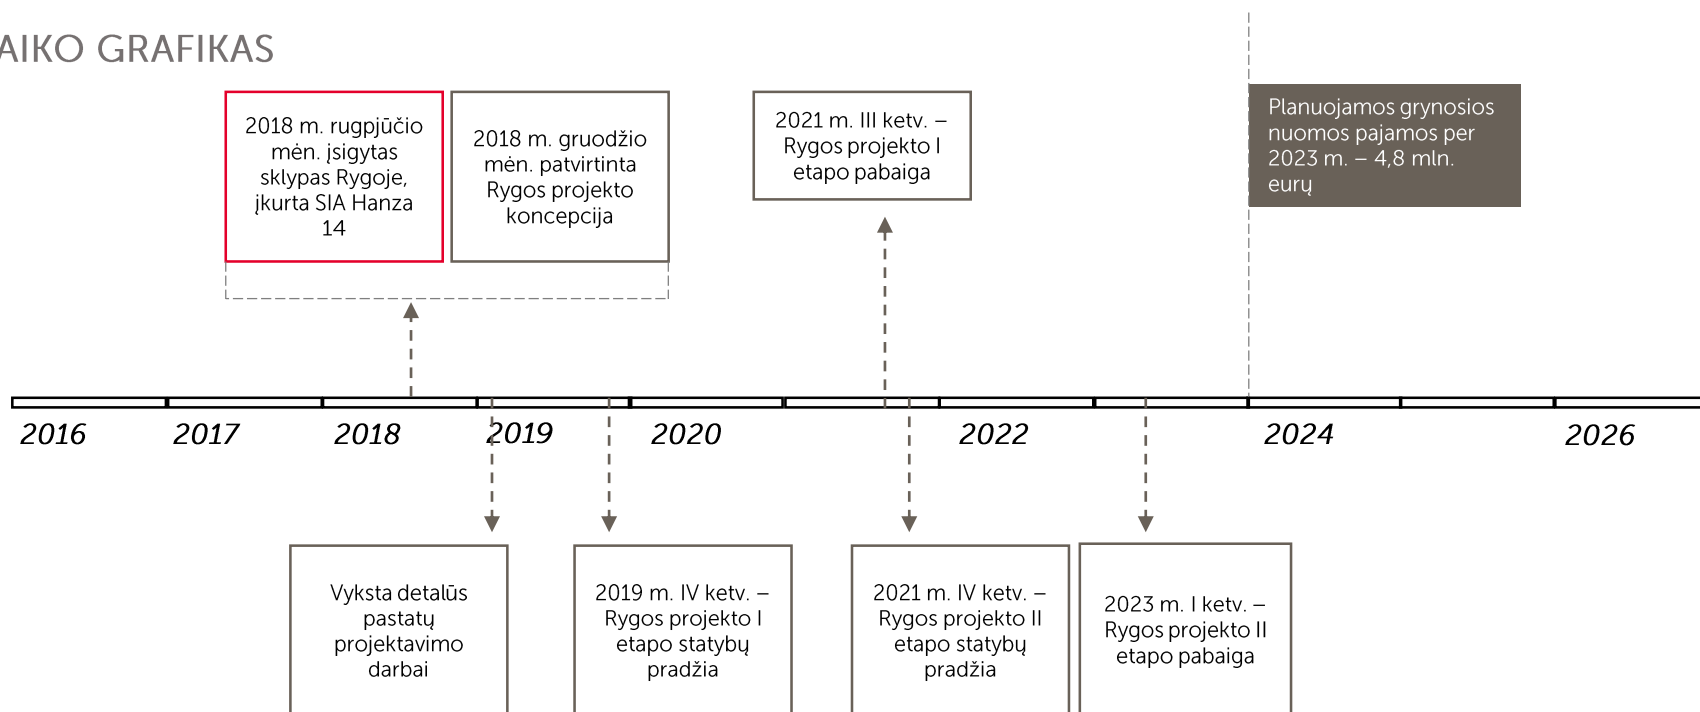 AIKO GRAFIKAS
2018 m. rugpjūčio
mėn. įsigytas
sklypas Rygoje,
įkurta SIA Hanza
14
2018 m. gruodžio
mėn. patvirtinta
Rygos projekto
koncepcija
2021 m. III ketv. –
Rygos projekto I
etapo pabaiga
Planuojamos grynosios
nuomos pajamos per
2023 m. – 4,8 mln.
eurų
2016
2017
2018
2019
2020
2022
2024
2026
Vyksta detalūs
pastatų
projektavimo
darbai
2019 m. IV ketv. –
Rygos projekto I
etapo statybų
pradžia
2021 m. IV ketv. –
Rygos projekto II
etapo statybų
pradžia
2023 m. I ketv. –
Rygos projekto II
etapo pabaiga